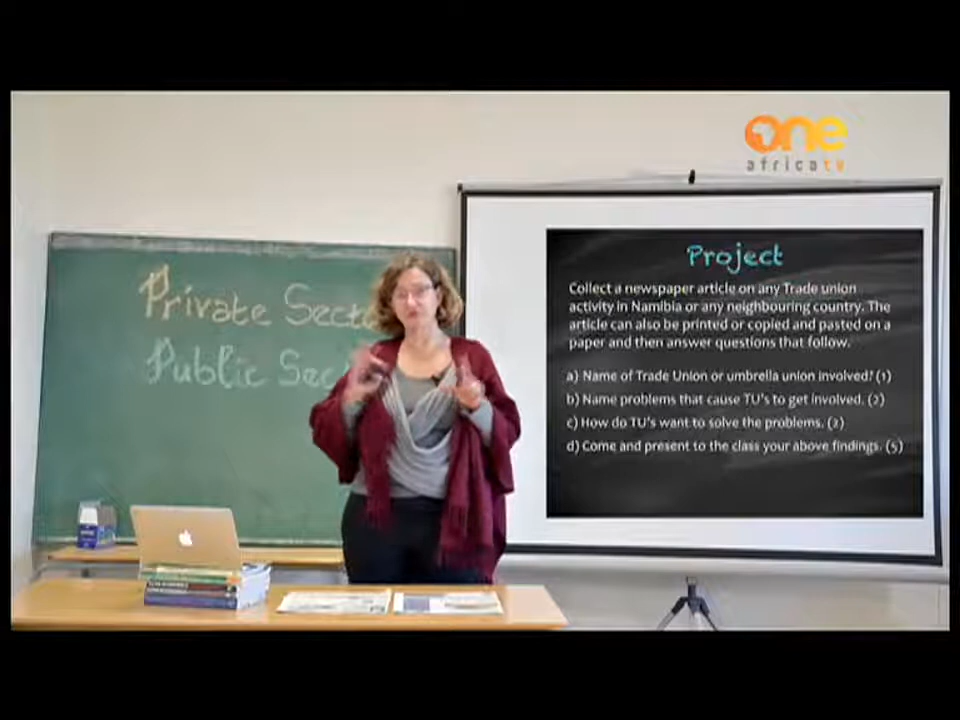 one
africa tv
Private Sect
Public Sec
Project
Collect a newspaper article on any Trade union
activity in Namibia or any neighbouring country. The
article can also be printed or copied and pasted on a
paper and then answer questions that follow.
a) Name of Trade Union or umbrella union involved? (1)
b) Name problems that cause TU's to get involved. (2)
c) How do TU's want to solve the problems. (2)
d) Come and present to the class your above findings. (5)